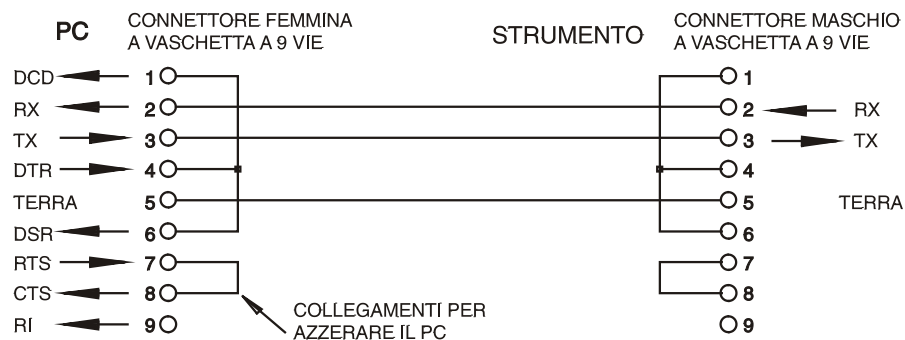 PC
CONNETTORE FEMMINA
A VASCHETTA A 9 VIE
STRUMENTO
CONNETTORE MASCHIO
A VASCHETTA A 9 VIE
DCD 1 1
RX 2 2 RX
TX 3 3 TX
DTR 4 4
TERRA 5 5 TERRA
DSR 6 6
RTS 7 7
CTS 8 8
RI 9 9
COLLEGAMENTI PER
AZZERARE IL PC